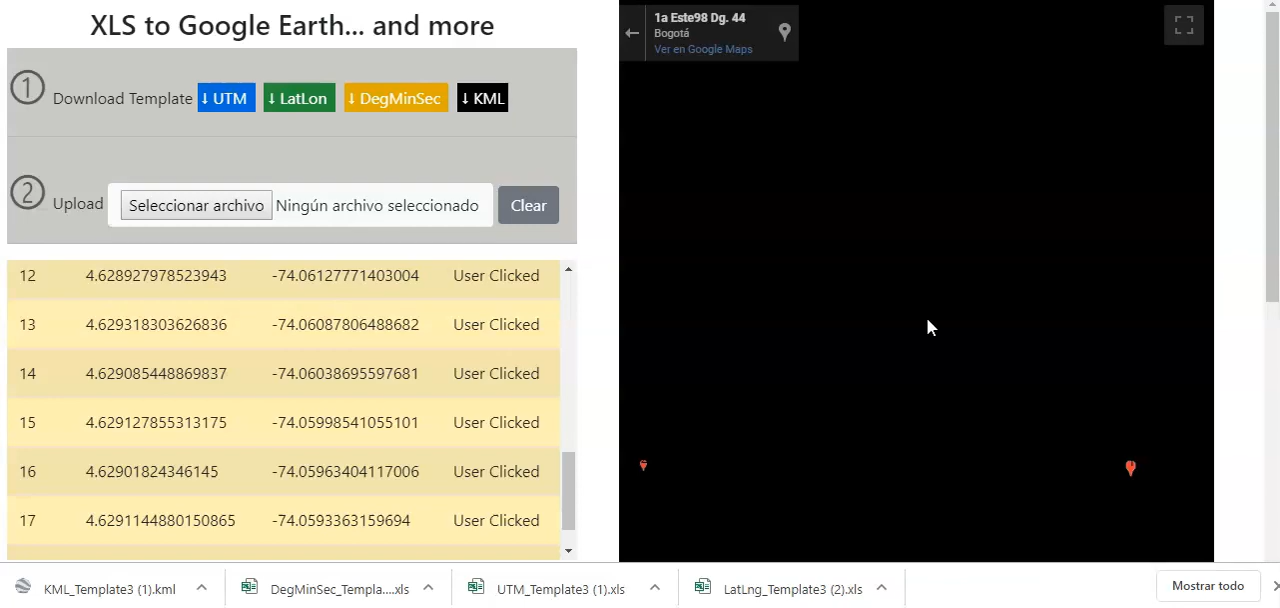 XLS to Google Earth... and more
1 Download Template ↓ UTM ↓ LatLon ↓ DegMinSec ↓ KML
2 Upload Seleccionar archivo Ningún archivo seleccionado Clear
12 4.628927978523943 -74.06127771403004 User Clicked
13 4.629318303626836 -74.06087806488682 User Clicked
14 4.629085448869837 -74.06038695597681 User Clicked
15 4.629127855313175 -74.05998541055101 User Clicked
16 4.62901824346145 -74.05963404117006 User Clicked
17 4.6291144880150865 -74.0593363159694 User Clicked
1a Este98 Dg. 44
Bogotá
Ver en Google Maps
KML_Template3 (1).kml DegMinSec_Templa....xls UTM_Template3 (1).xls LatLng_Template3 (2).xls Mostrar todo